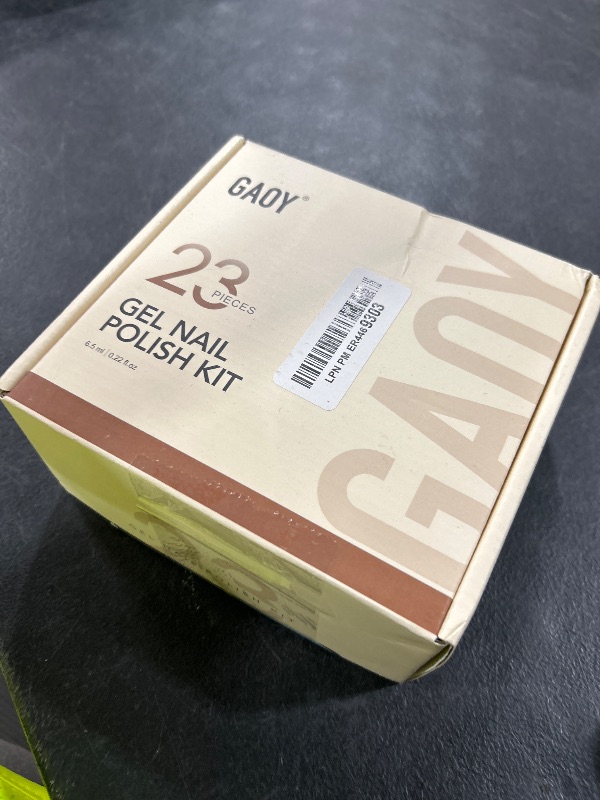 GAOY®
23
PIECES
GEL NAIL
POLISH KIT
6.5 ml | 0.22 fl.oz
LPN PM ER4469303
GAOY